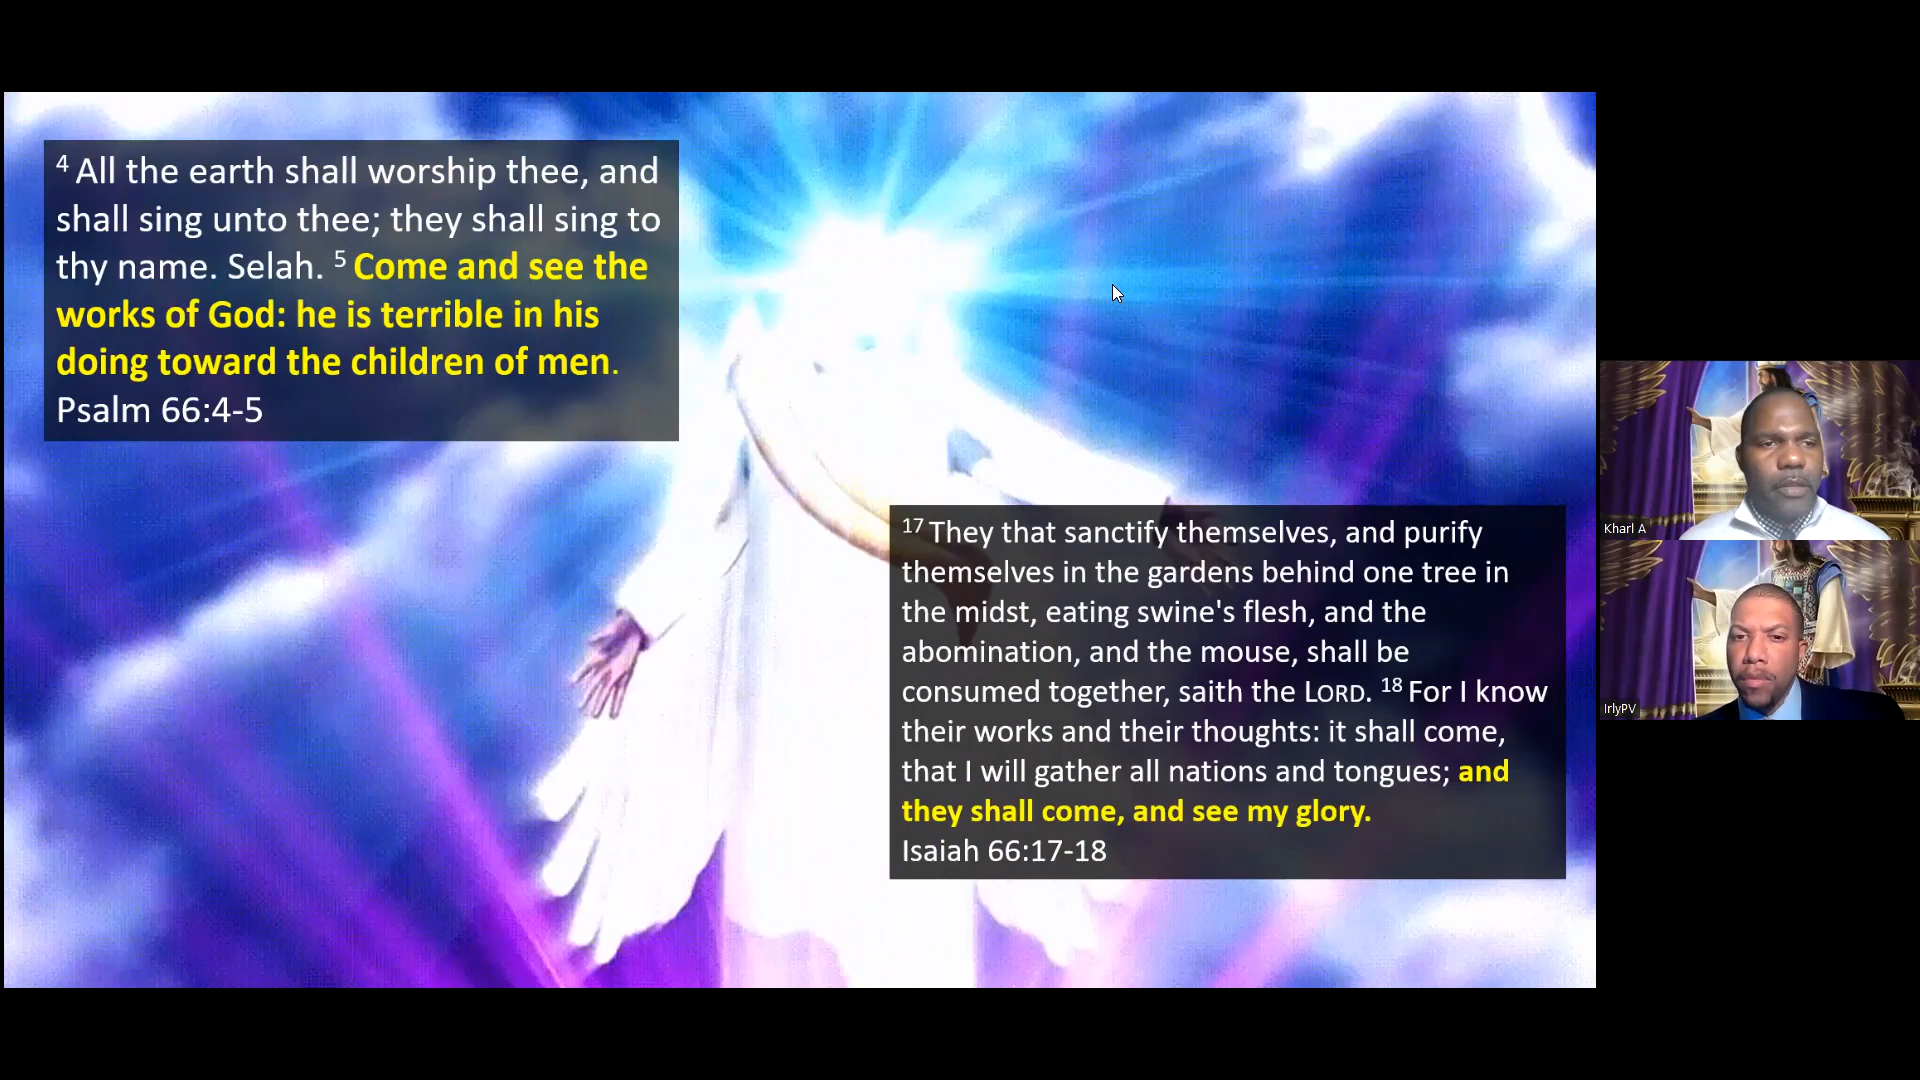 4 All the earth shall worship thee, and
shall sing unto thee; they shall sing to
thy name. Selah. 5 Come and see the
works of God: he is terrible in his
doing toward the children of men.
Psalm 66:4-5
17 They that sanctify themselves, and purify
themselves in the gardens behind one tree in
the midst, eating swine's flesh, and the
abomination, and the mouse, shall be
consumed together, saith the LORD. 18 For I know
their works and their thoughts: it shall come,
that I will gather all nations and tongues; and
they shall come, and see my glory.
Isaiah 66:17-18
Kharl A
IrlyPV